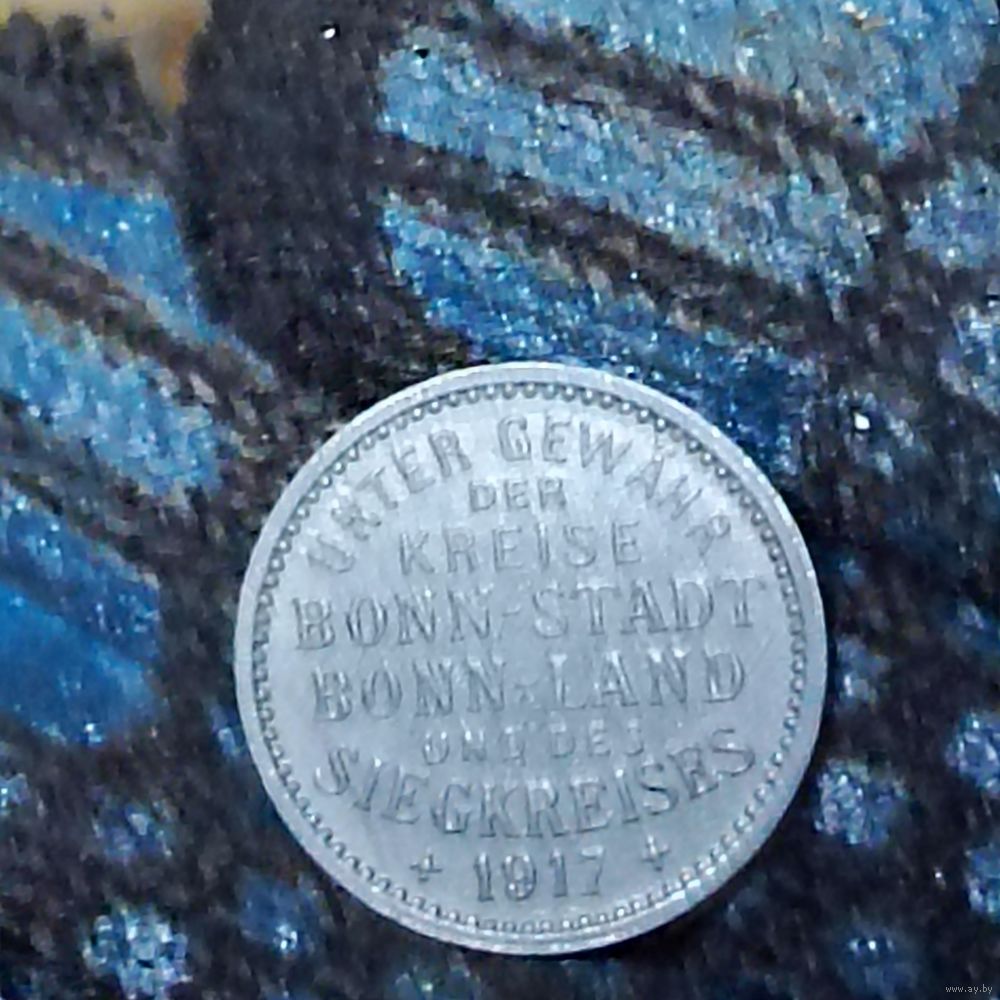 UNTER GEWÄHR
DER
KREISE
BONN-STADT
BONN-LAND
UND DES
SIEGKREISES
1917
www.ay.by